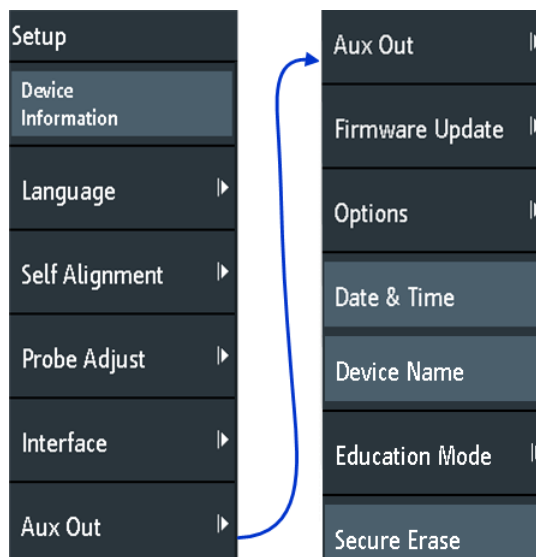 Setup
Device
Information
Language
Self Alignment
Probe Adjust
Interface
Aux Out
Aux Out
Firmware Update
Options
Date & Time
Device Name
Education Mode
Secure Erase